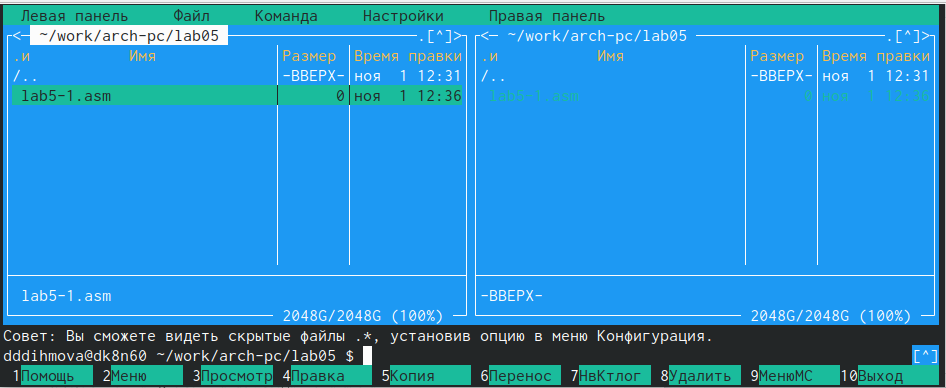 Левая панель Файл Команда Настройки Правая панель
<─ ~/work/arch-pc/lab05 .[^]> <─ ~/work/arch-pc/lab05 .[^]>
.и Имя Размер Время правки .и Имя Размер Время правки
/.. -ВВЕРХ- ноя 1 12:31 /.. -ВВЕРХ- ноя 1 12:31
lab5-1.asm 0 ноя 1 12:36 lab5-1.asm 0 ноя 1 12:36
lab5-1.asm -ВВЕРХ-
2048G/2048G (100%) 2048G/2048G (100%)
Совет: Вы сможете видеть скрытые файлы .*, установив опцию в меню Конфигурация.
dddihmova@dk8n60 ~/work/arch-pc/lab05 $ [^]
1Помощь 2Меню 3Просмотр 4Правка 5Копия 6Перенос 7НвКтлог 8Удалить 9МенюМС 10Выход